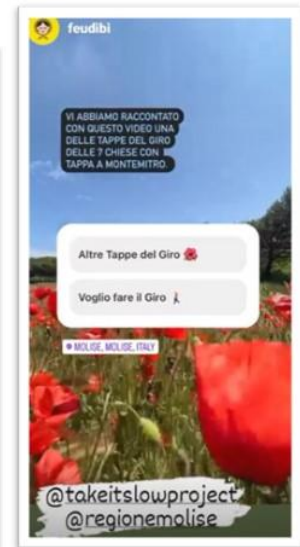 feudibi
VI ABBIAMO RACCONTATO
CON QUESTO VIDEO UNA
DELLE TAPPE DEL GIRO
DELLE 7 CHIESE CON
TAPPA A MONTEMITRO.
Altre Tappe del Giro 🌺
Voglio fare il Giro 🚶
MOLISE, MOLISE, ITALY
@takeitslowproject
@regionemolise